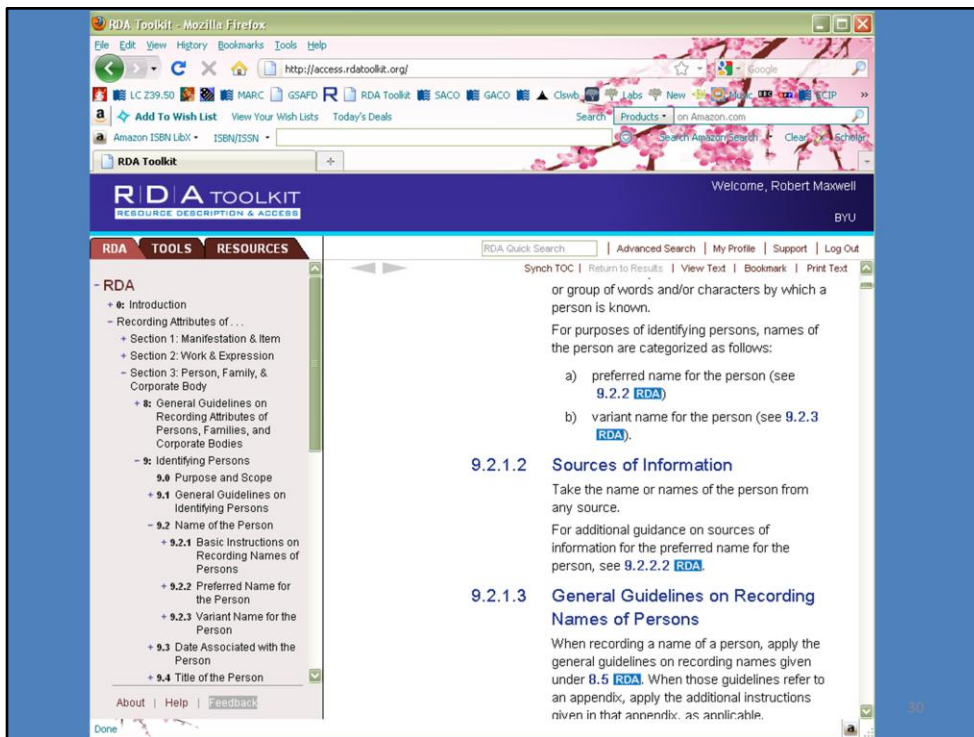 RDA Toolkit - Mozilla Firefox
File Edit View History Bookmarks Tools Help
http://access.rdatoolkit.org/
Google
LC Z39.50 MARC GSAFD RDA Toolkit SACO GACO Clswb Labs New Music ECIP »
Add To Wish List View Your Wish Lists Today's Deals Search Products on Amazon.com
Amazon ISBN LibX ISBN/ISSN Search Amazon Search Clear Scholar
RDA Toolkit
R|D|A TOOLKIT
RESOURCE DESCRIPTION & ACCESS
Welcome, Robert Maxwell
BYU
RDA TOOLS RESOURCES
RDA Quick Search | Advanced Search | My Profile | Support | Log Out
Synch TOC | Return to Results | View Text | Bookmark | Print Text
- RDA
+ 0: Introduction
- Recording Attributes of . . .
+ Section 1: Manifestation & Item
+ Section 2: Work & Expression
- Section 3: Person, Family, &
Corporate Body
+ 8: General Guidelines on
Recording Attributes of
Persons, Families, and
Corporate Bodies
- 9: Identifying Persons
9.0 Purpose and Scope
+ 9.1 General Guidelines on
Identifying Persons
- 9.2 Name of the Person
+ 9.2.1 Basic Instructions on
Recording Names of
Persons
+ 9.2.2 Preferred Name for
the Person
+ 9.2.3 Variant Name for the
Person
+ 9.3 Date Associated with the
Person
+ 9.4 Title of the Person
About | Help | Feedback
or group of words and/or characters by which a
person is known.
For purposes of identifying persons, names of
the person are categorized as follows:
a) preferred name for the person (see
9.2.2 RDA)
b) variant name for the person (see 9.2.3
RDA).
9.2.1.2 Sources of Information
Take the name or names of the person from
any source.
For additional guidance on sources of
information for the preferred name for the
person, see 9.2.2.2 RDA.
9.2.1.3 General Guidelines on Recording
Names of Persons
When recording a name of a person, apply the
general guidelines on recording names given
under 8.5 RDA. When those guidelines refer to
an appendix, apply the additional instructions
given in that appendix, as applicable.
Done
30